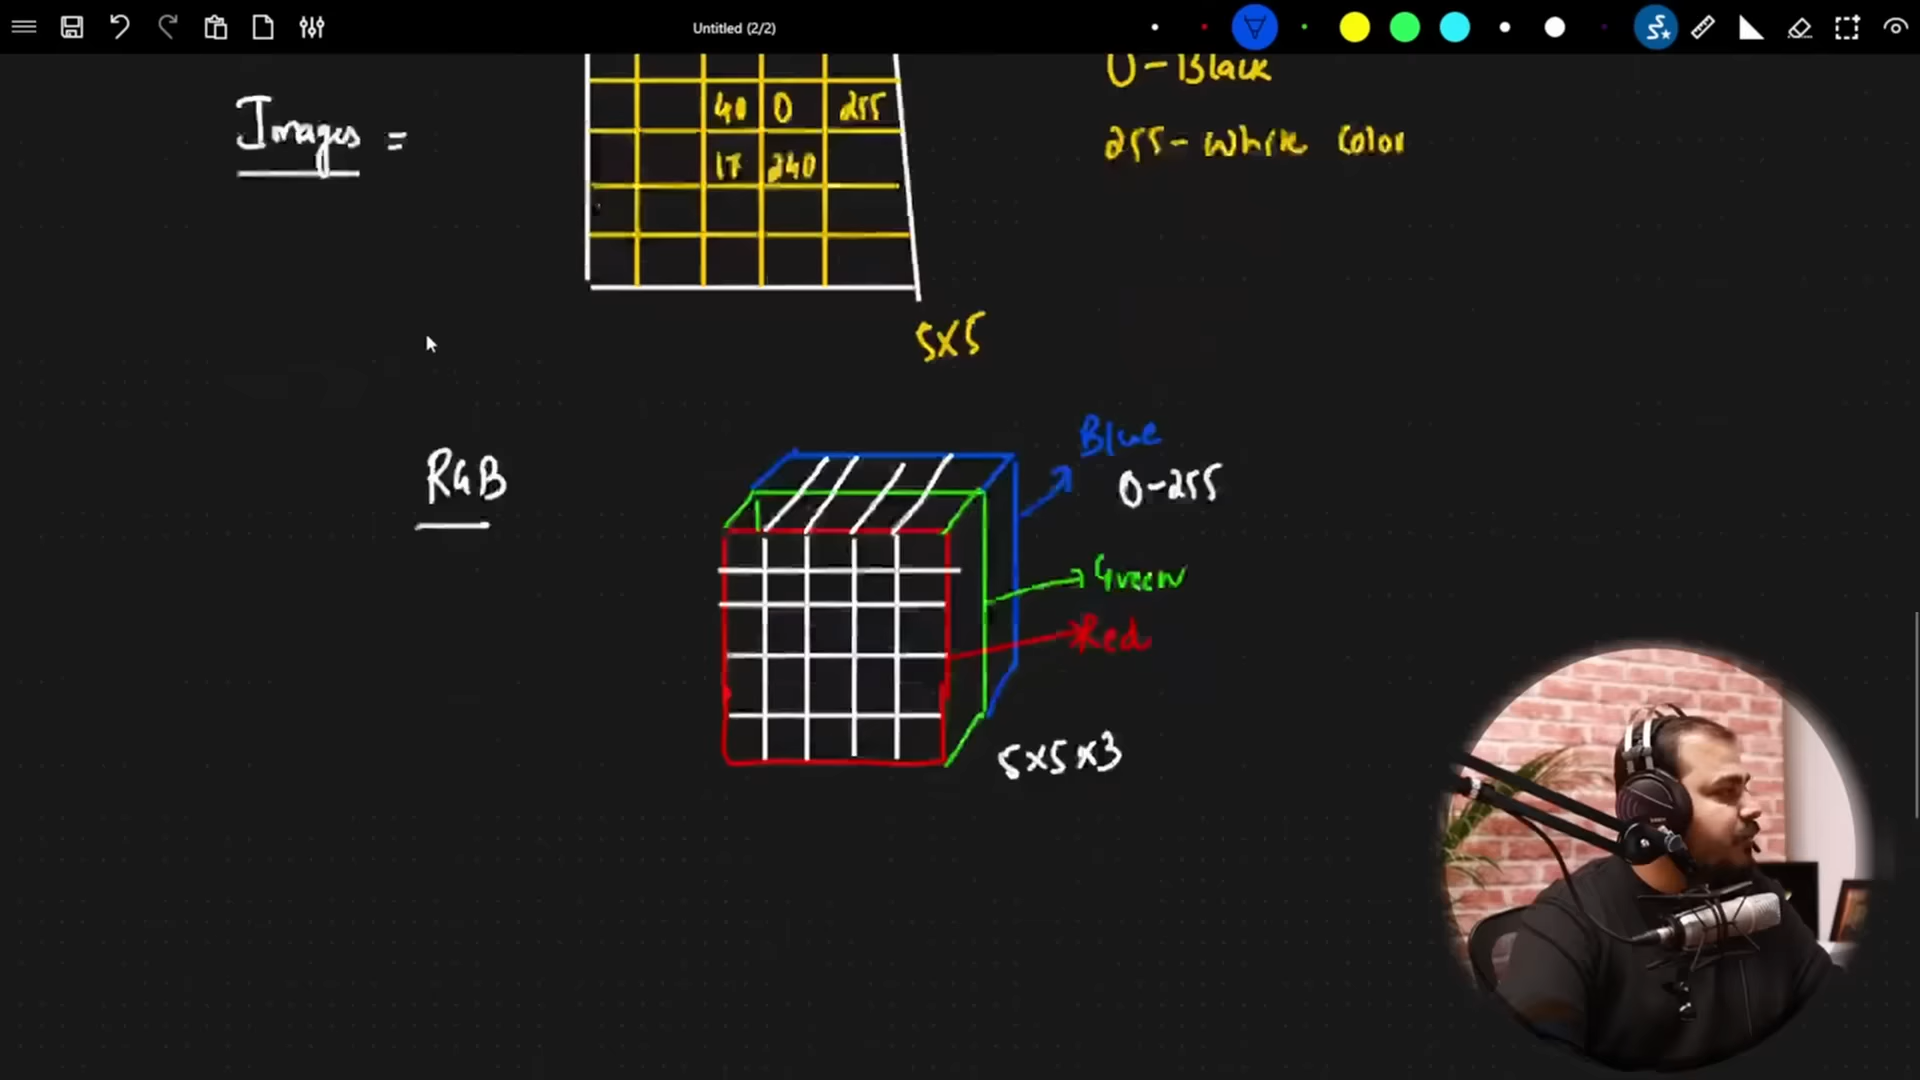 Untitled (2/2)
0-Black
Images =
40 0 255
255- White Color
17 240
5x5
Blue
RGB
0-255
Green
Red
5x5x3